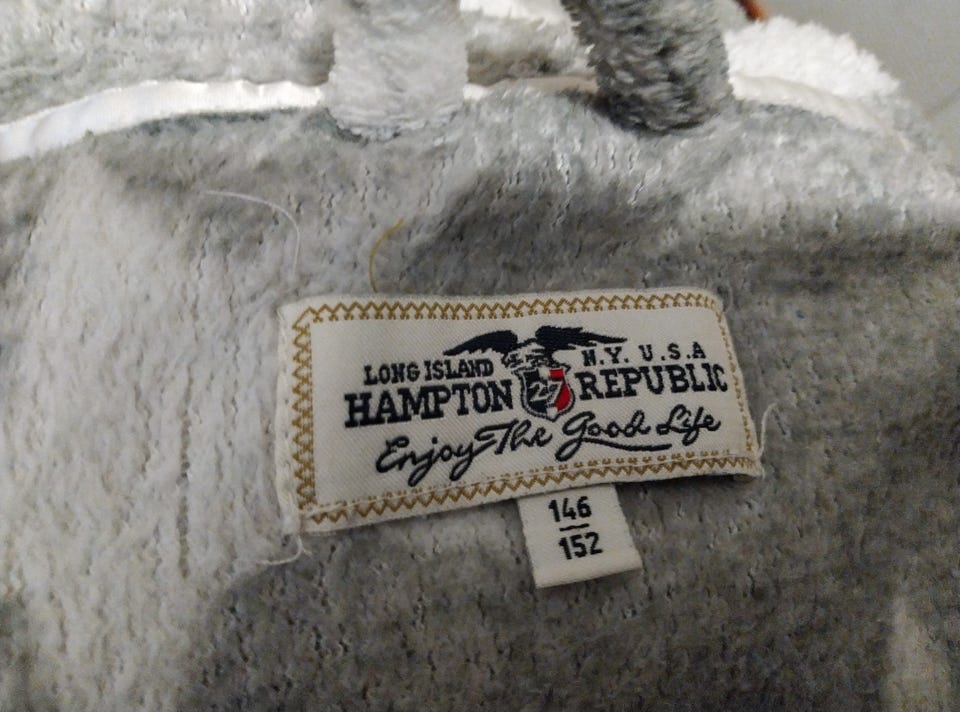 LONG ISLAND N.Y. U.S.A
HAMPTON 27 REPUBLIC
Enjoy The Good Life
146
152